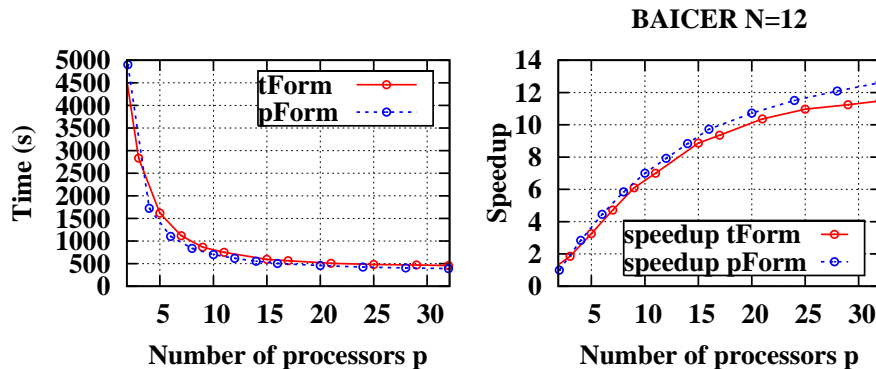 BAICER N=12
5000
4500
4000
3500
3000
2500
2000
1500
1000
500
0
Time (s)
tForm
pForm
5 10 15 20 25 30
Number of processors p
14
12
10
8
6
4
2
0
Speedup
speedup tForm
speedup pForm
5 10 15 20 25 30
Number of processors p